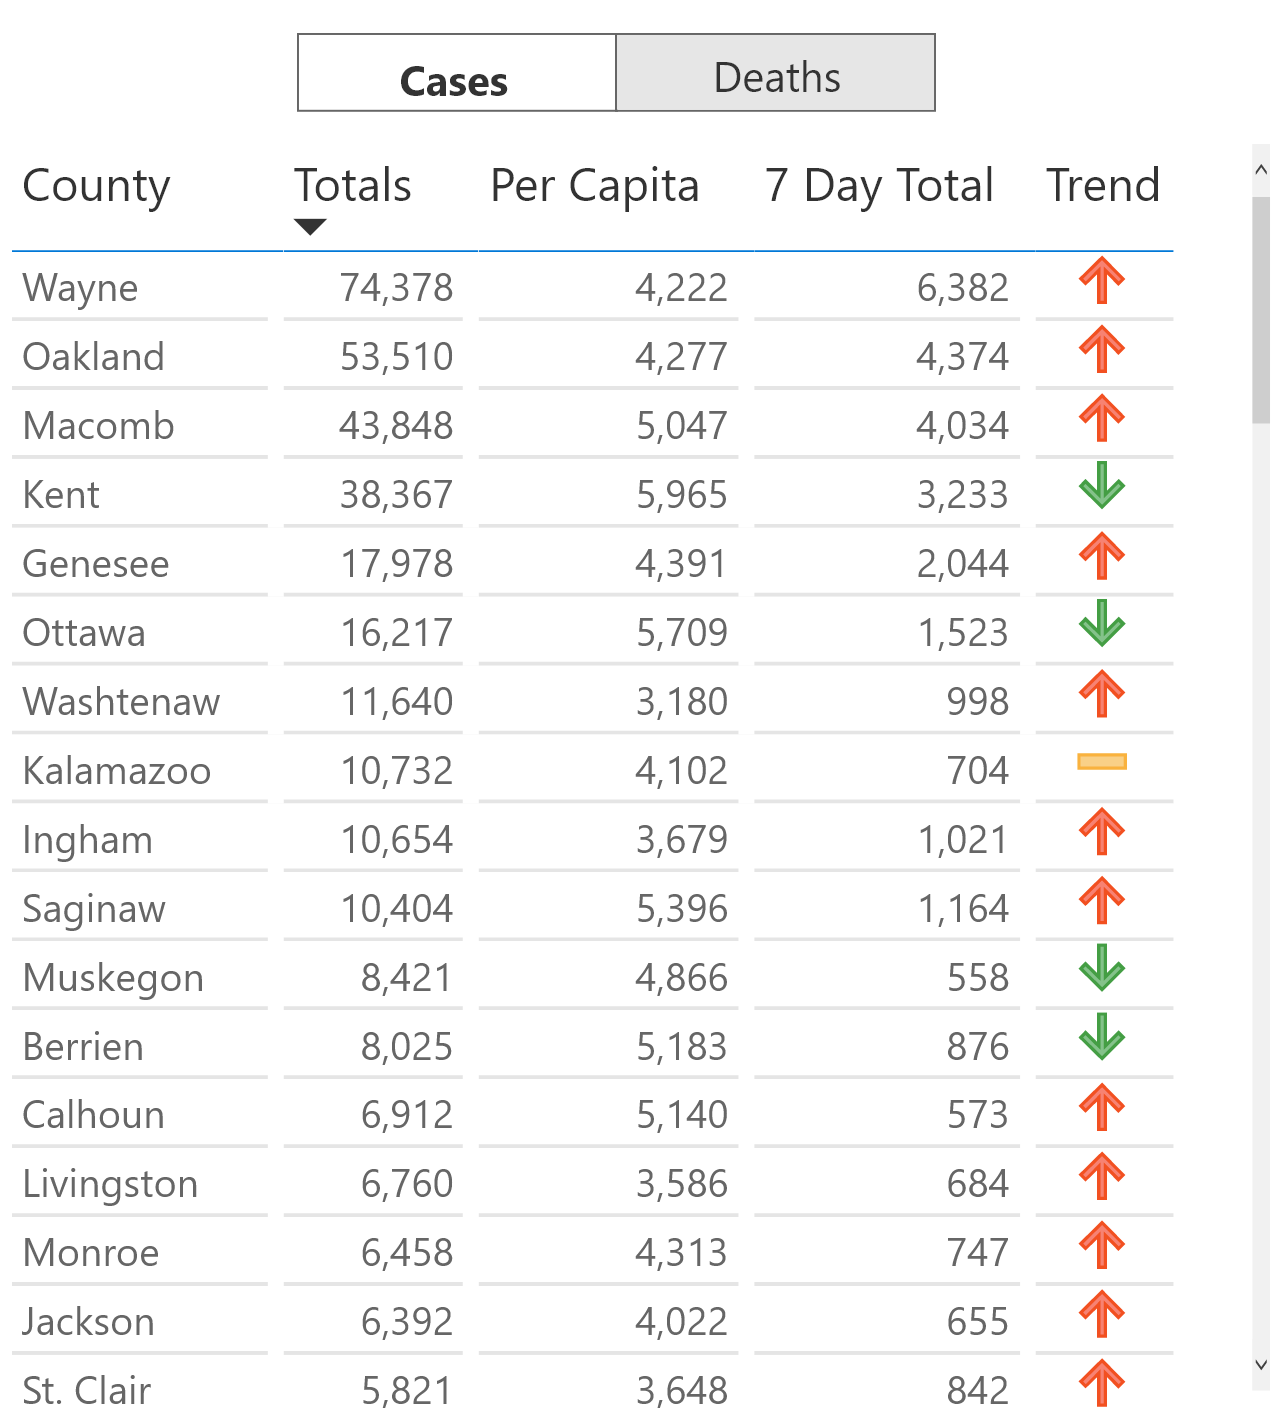 Cases Deaths
County Totals Per Capita 7 Day Total Trend
Wayne 74,378 4,222 6,382
Oakland 53,510 4,277 4,374
Macomb 43,848 5,047 4,034
Kent 38,367 5,965 3,233
Genesee 17,978 4,391 2,044
Ottawa 16,217 5,709 1,523
Washtenaw 11,640 3,180 998
Kalamazoo 10,732 4,102 704
Ingham 10,654 3,679 1,021
Saginaw 10,404 5,396 1,164
Muskegon 8,421 4,866 558
Berrien 8,025 5,183 876
Calhoun 6,912 5,140 573
Livingston 6,760 3,586 684
Monroe 6,458 4,313 747
Jackson 6,392 4,022 655
St. Clair 5,821 3,648 842